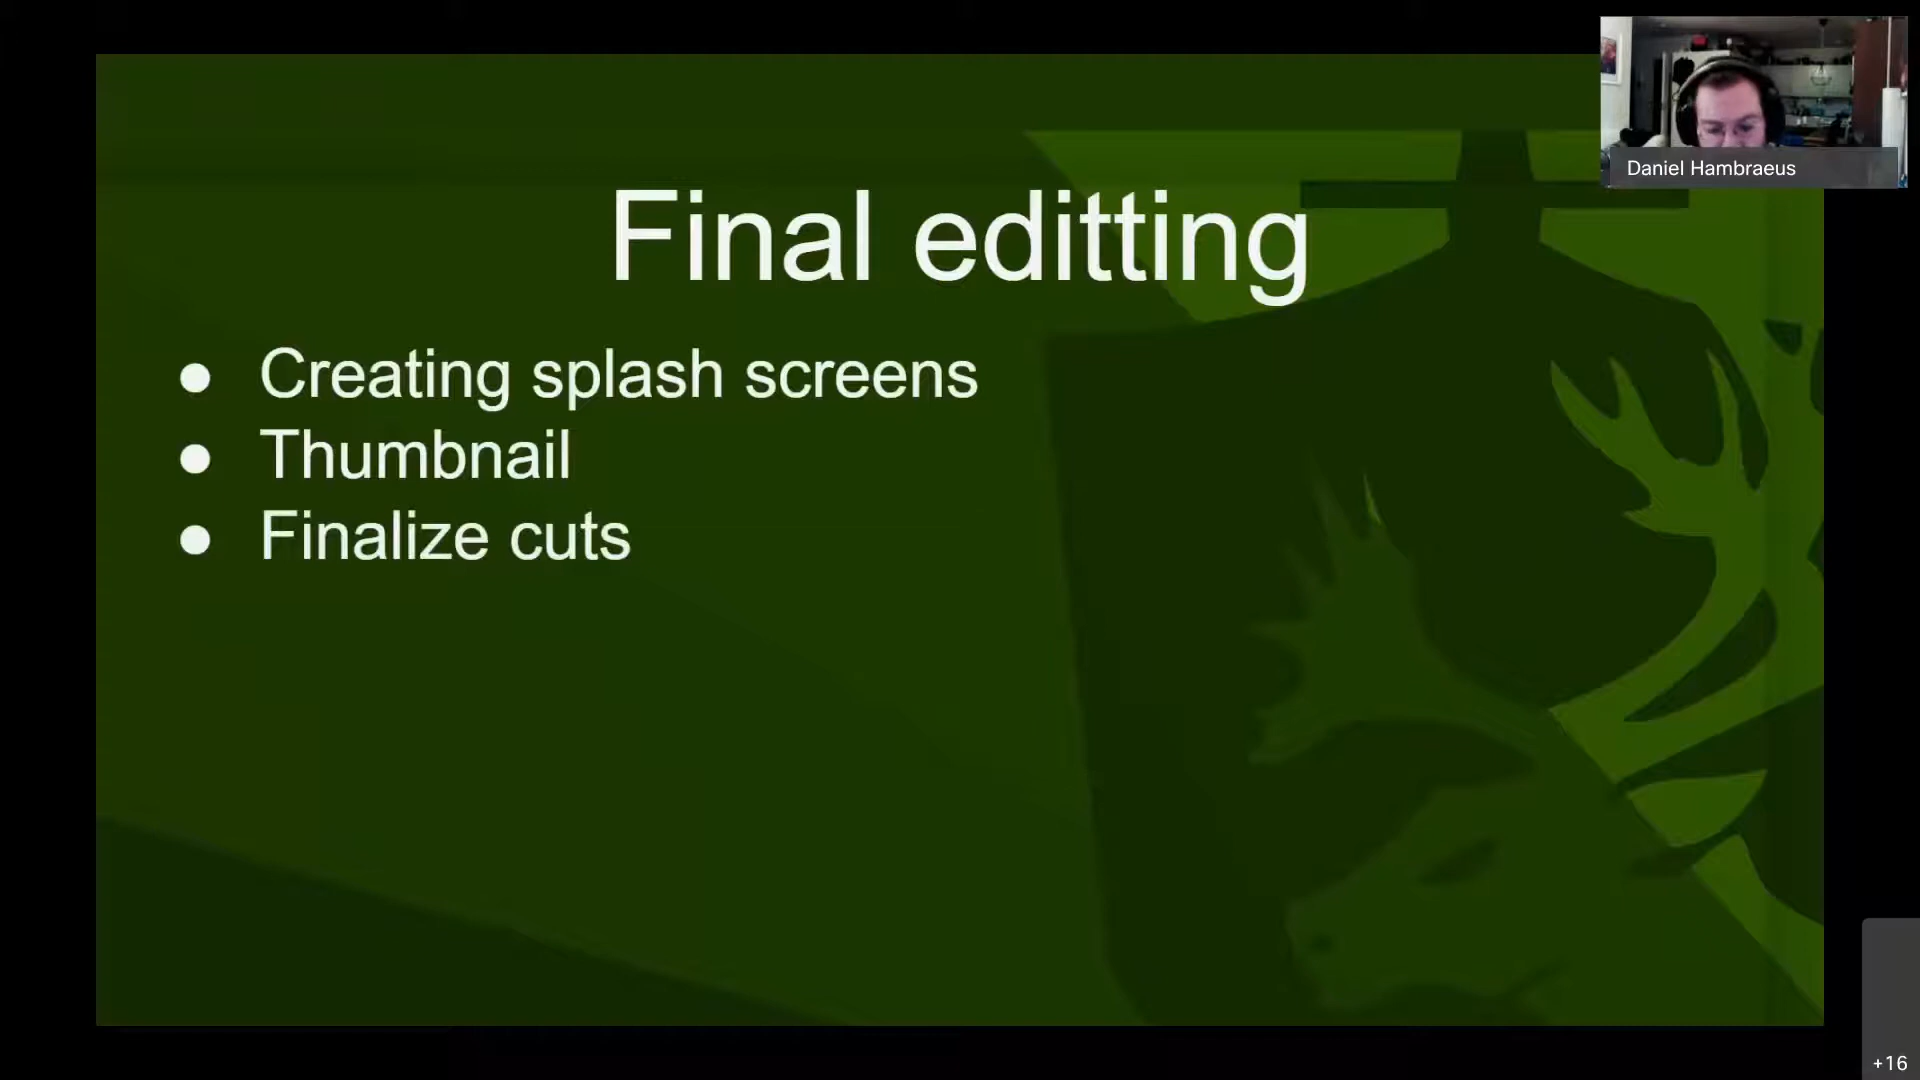 Daniel Hambraeus
Final editting
● Creating splash screens
● Thumbnail
● Finalize cuts
+16